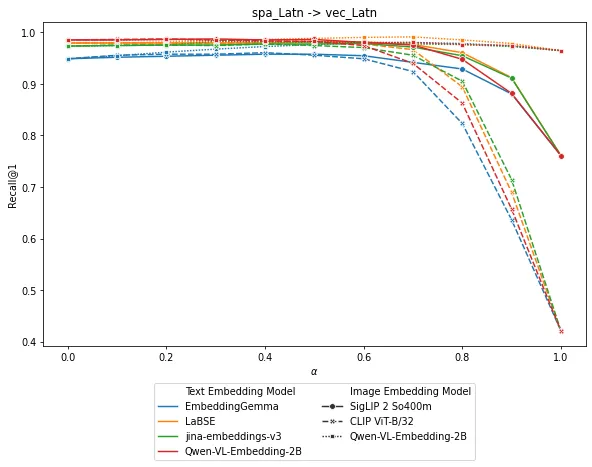 spa_Latn -> vec_Latn
Recall@1
1.0
0.9
0.8
0.7
0.6
0.5
0.4
0.0
0.2
0.4
0.6
0.8
1.0
α
Text Embedding Model
EmbeddingGemma
LaBSE
jina-embeddings-v3
Qwen-VL-Embedding-2B
Image Embedding Model
SigLIP 2 So400m
CLIP ViT-B/32
Qwen-VL-Embedding-2B